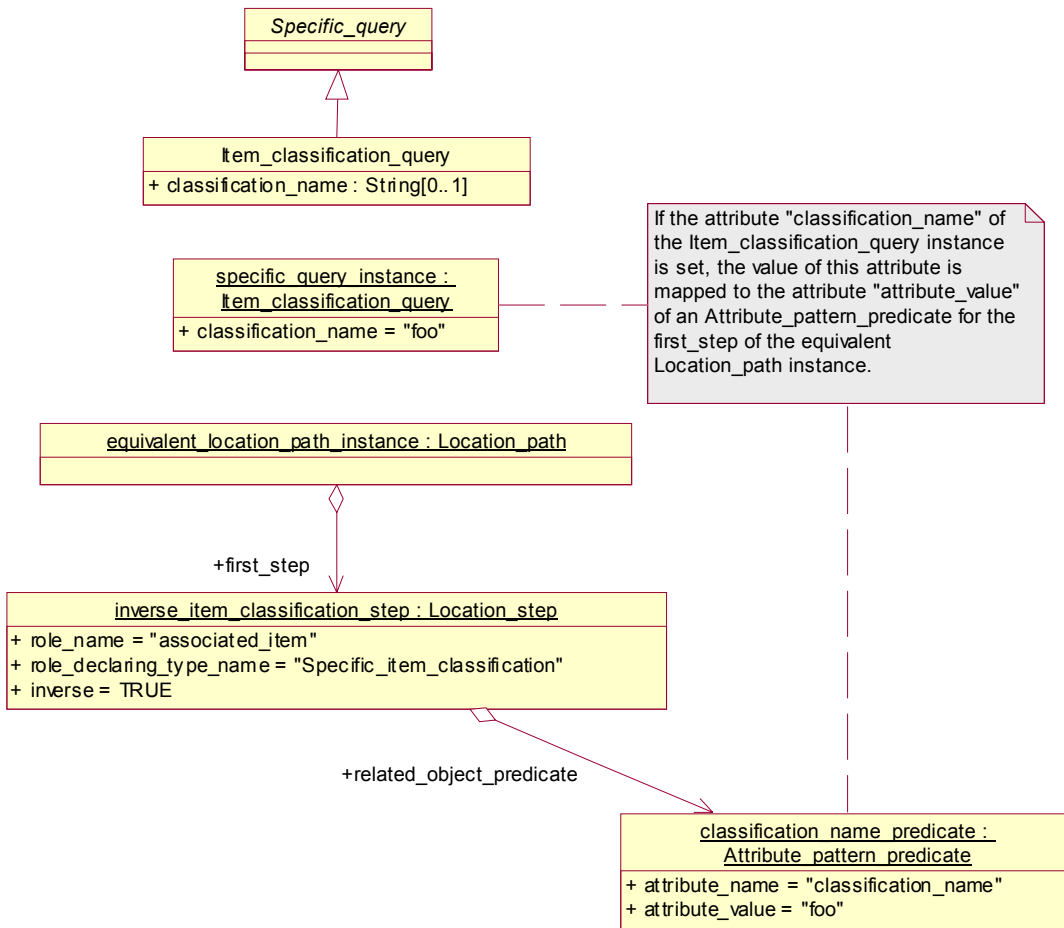 Specific_query
Item_classification_query
+ classification_name : String[0..1]
If the attribute "classification_name" of
the Item_classification_query instance
is set, the value of this attribute is
mapped to the attribute "attribute_value"
of an Attribute_pattern_predicate for the
first_step of the equivalent
Location_path instance.
specific_query_instance :
Item_classification_query
+ classification_name = "foo"
equivalent_location_path_instance : Location_path
+first_step
inverse_item_classification_step : Location_step
+ role_name = "associated_item"
+ role_declaring_type_name = "Specific_item_classification"
+ inverse = TRUE
+related_object_predicate
classification_name_predicate :
Attribute_pattern_predicate
+ attribute_name = "classification_name"
+ attribute_value = "foo"